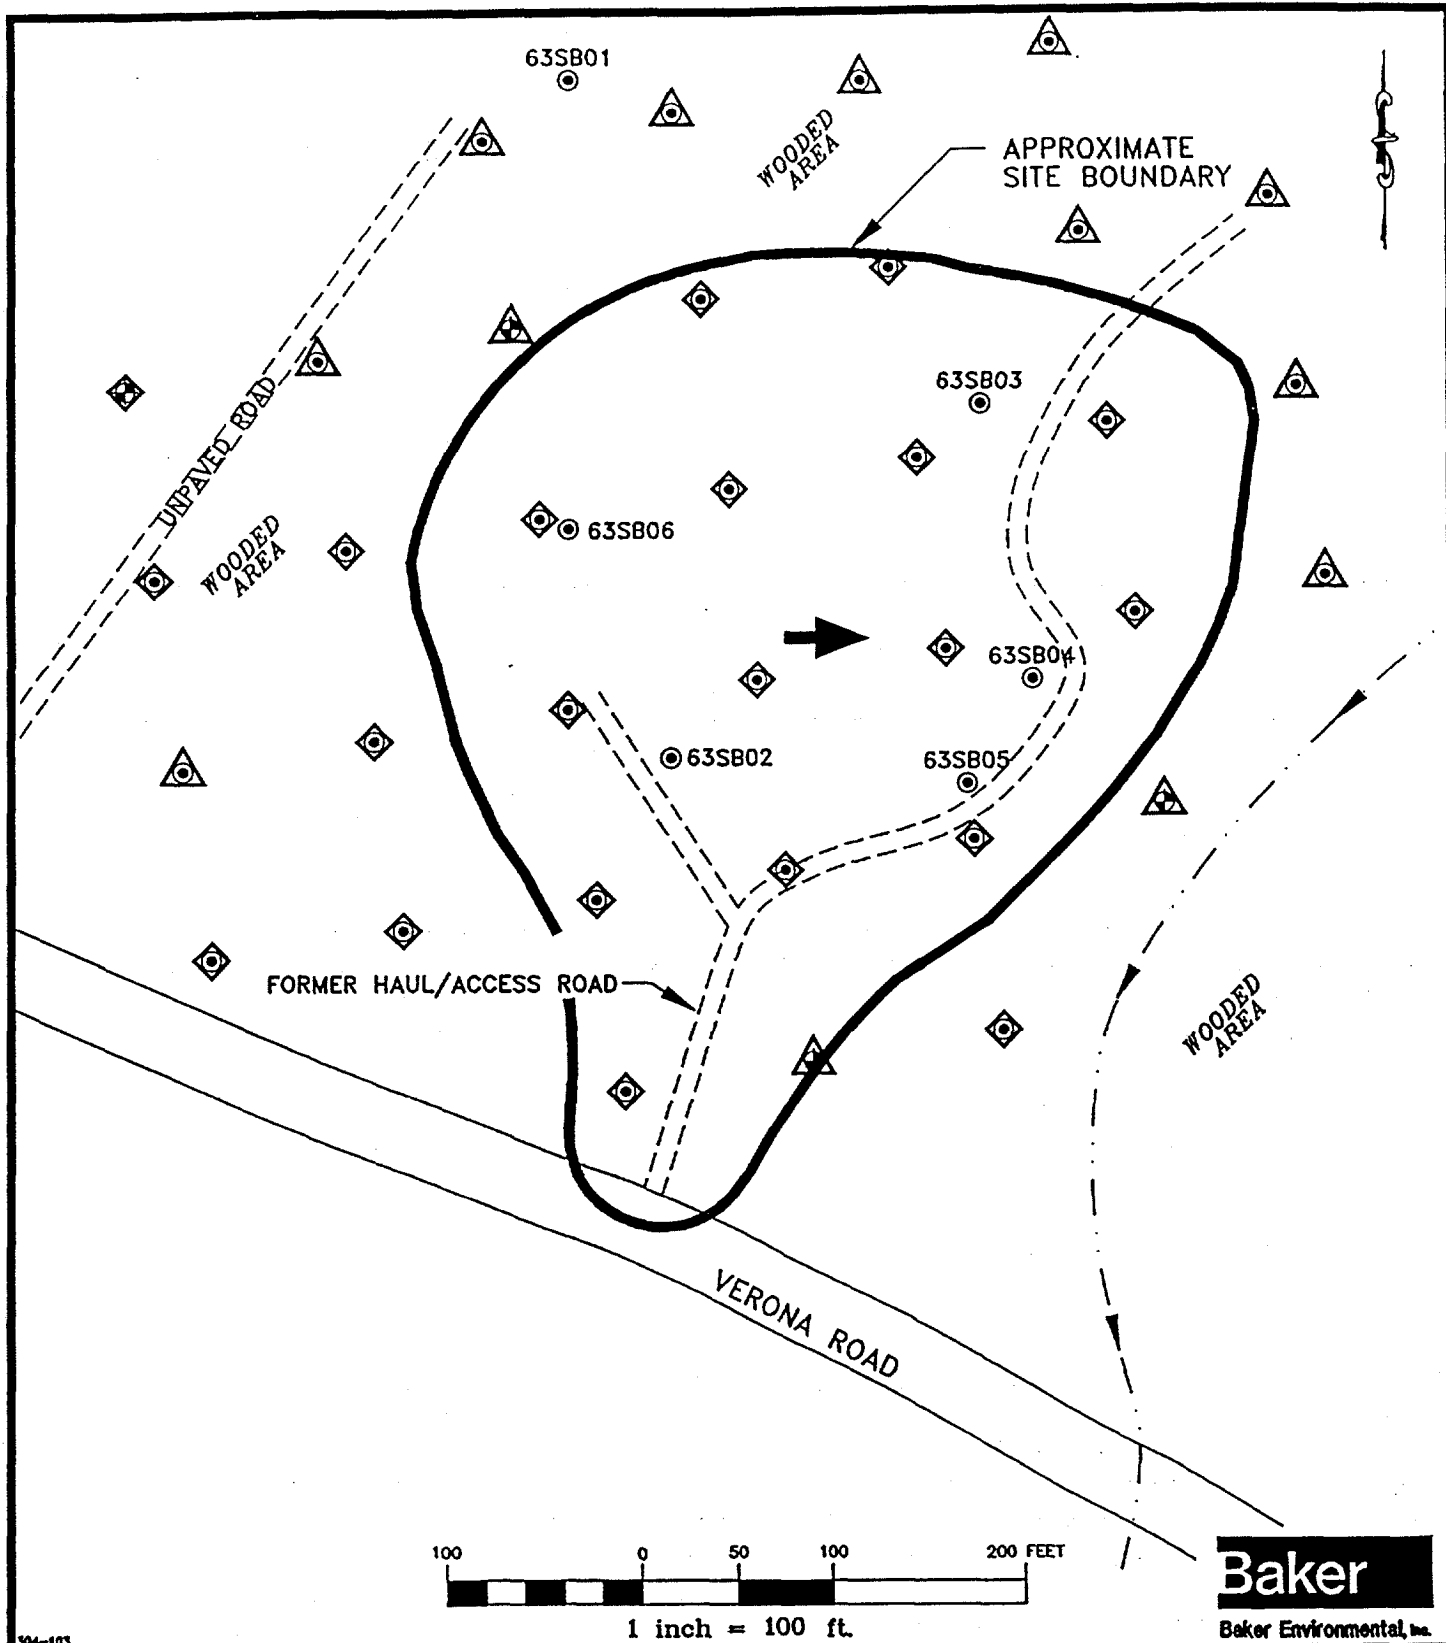 63SB01
WOODED
AREA
APPROXIMATE
SITE BOUNDARY
63SB03
UNPAVED ROAD
WOODED
AREA
63SB06
63SB04
63SB02
63SB05
FORMER HAUL/ACCESS ROAD
WOODED
AREA
VERONA ROAD
100 0 50 100 200 FEET
1 inch = 100 ft.
Baker
Baker Environmental, Inc.